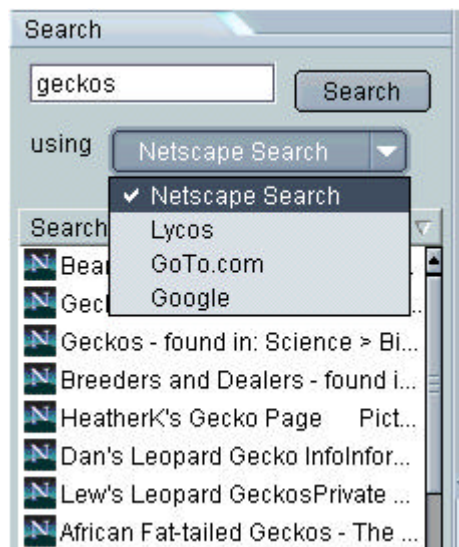 Search
geckos
Search
using
Netscape Search
Netscape Search
Lycos
GoTo.com
Google
Search
Bear
Geck
Geckos - found in: Science > Bi...
Breeders and Dealers - found i...
HeatherK's Gecko Page Pict...
Dan's Leopard Gecko InfoInfor...
Lew's Leopard GeckosPrivate ...
African Fat-tailed Geckos - The ...